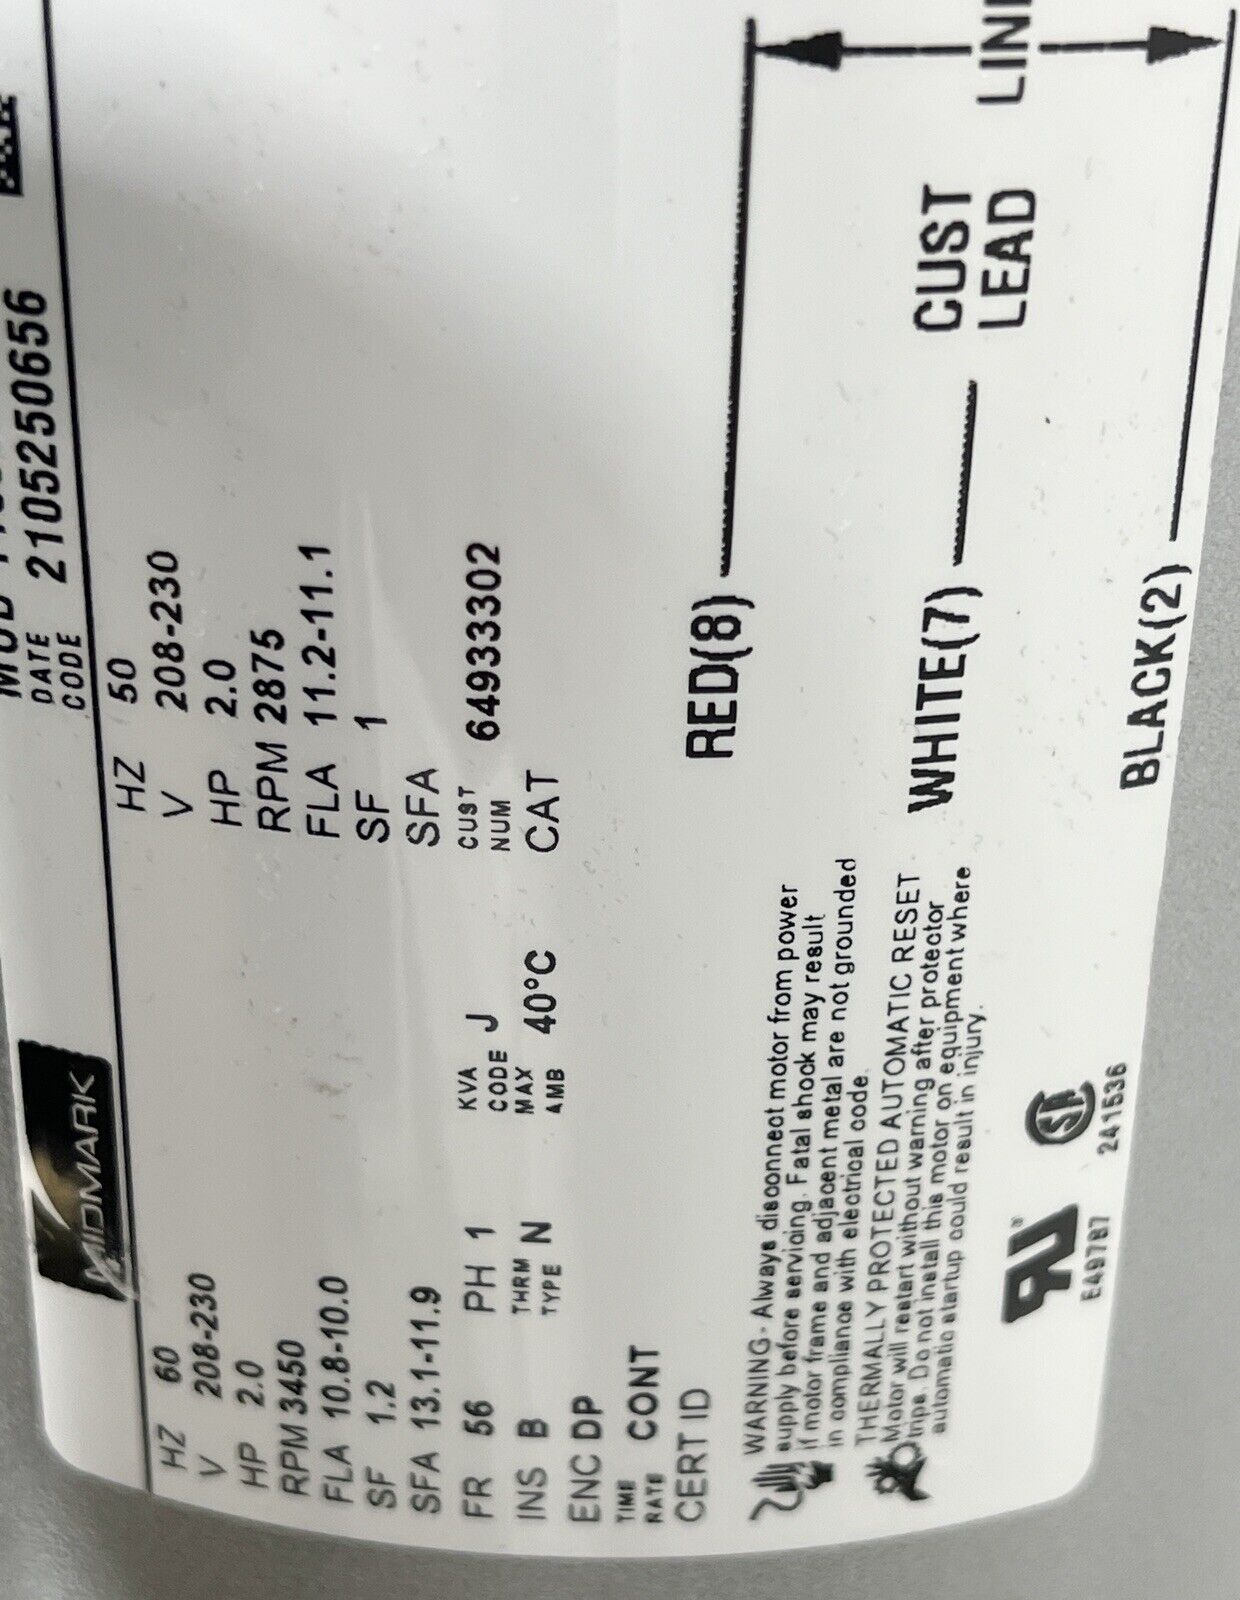 MIDMARK
DATE CODE 2105250656
HZ 60
V 208-230
HP 2.0
RPM 3450
FLA 10.8-10.0
SF 1.2
SFA 13.1-11.9
HZ 50
V 208-230
HP 2.0
RPM 2875
FLA 11.2-11.1
SF 1
SFA
FR 56 PH 1 KVA CODE J CUST NUM 64933302
INS B THRM TYPE N MAX AMB 40°C CAT
ENC DP
TIME RATE CONT
CERT ID
WARNING - Always disconnect motor from power
supply before servicing. Fatal shock may result
if motor frame and adjacent metal are not grounded
in compliance with electrical code.
THERMALLY PROTECTED AUTOMATIC RESET
Motor will restart without warning after protector
trips. Do not install this motor on equipment where
automatic startup could result in injury.
E49787
241536
RED(8)
WHITE(7) CUST
LEAD
BLACK(2)